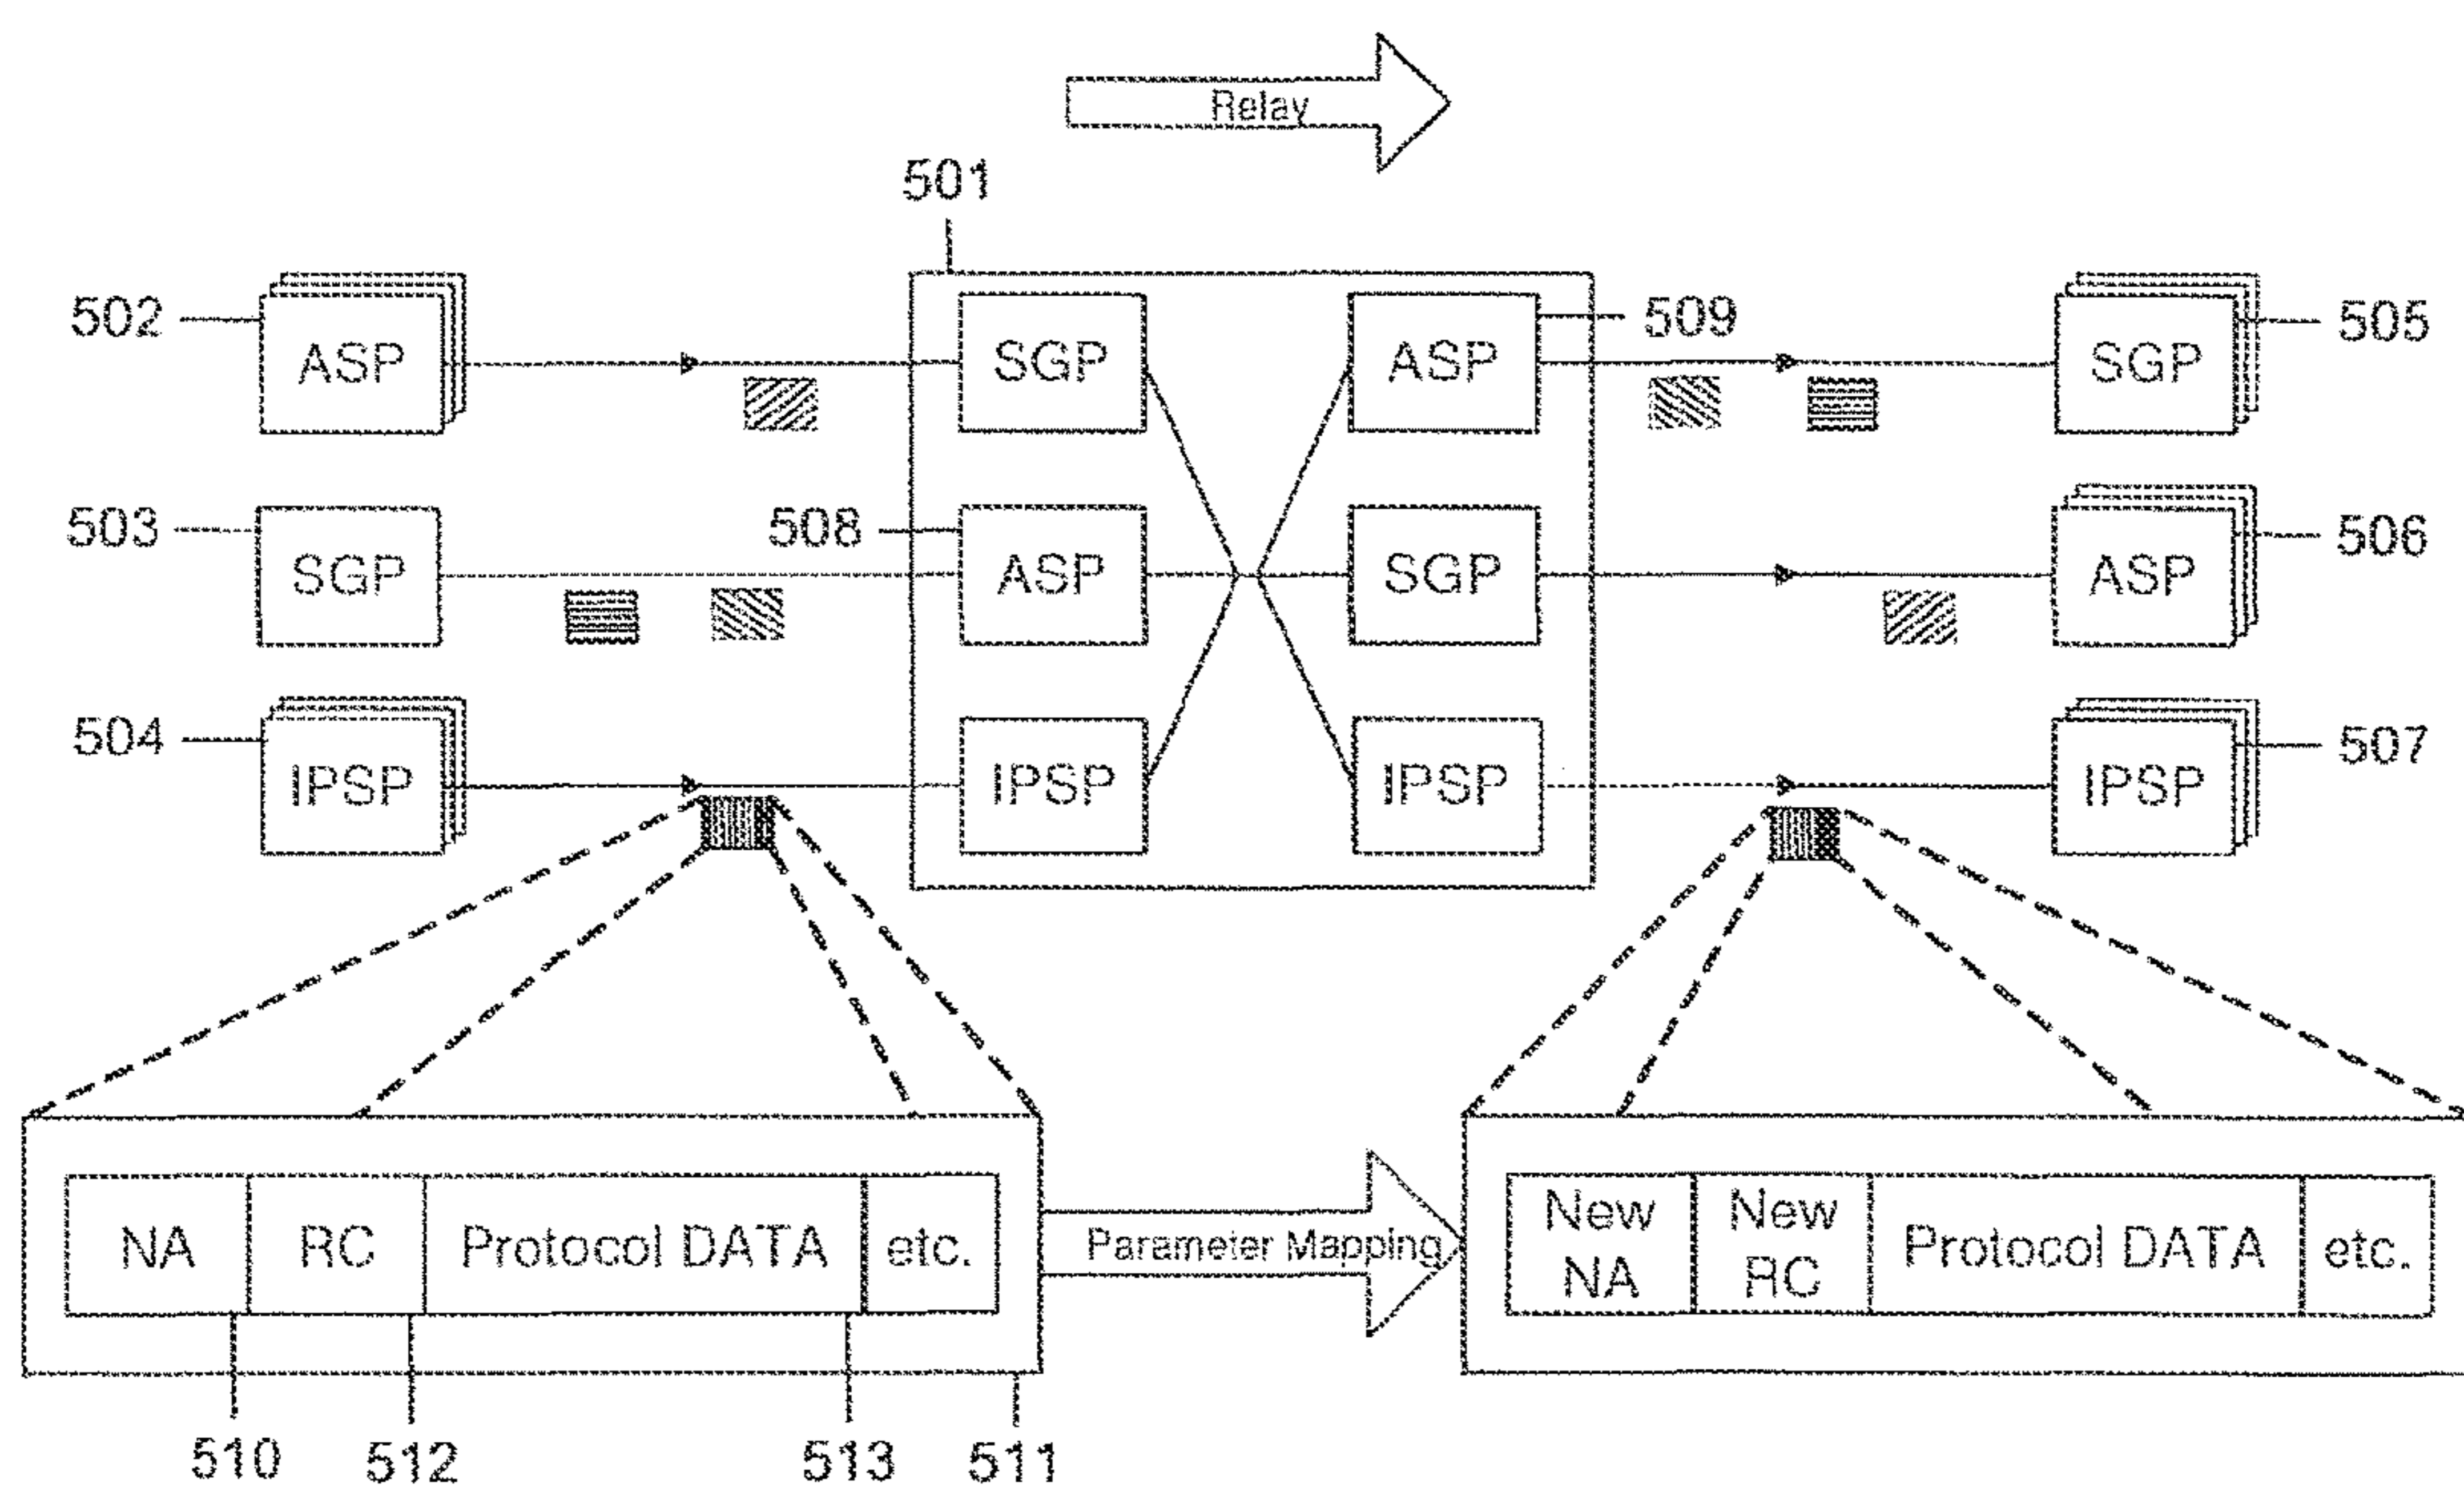 Relay
501
502
ASP
SGP
ASP
509
SGP
505
503
SGP
508
ASP
SGP
ASP
506
504
IPSP
IPSP
IPSP
IPSP
507
NA
RC
Protocol DATA
etc.
Parameter Mapping
New
NA
New
RC
Protocol DATA
etc.
510
512
513
511